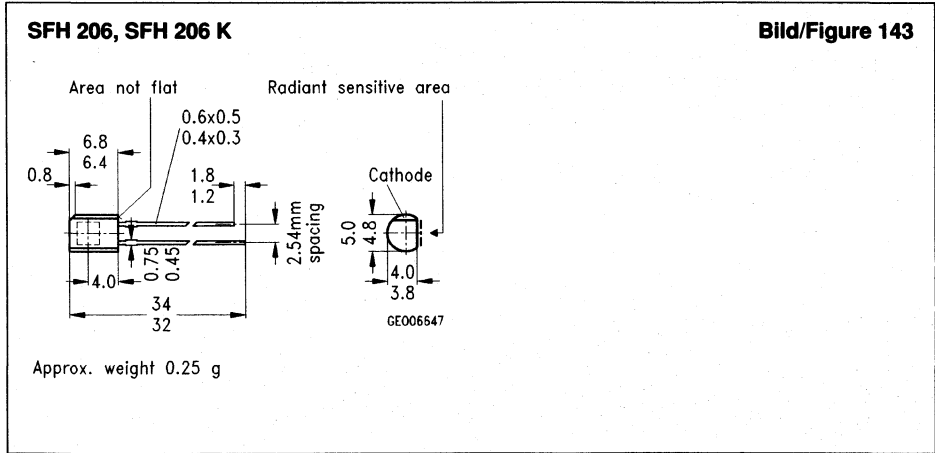 SFH 206, SFH 206 K
Bild/Figure 143
Area not flat
Radiant sensitive area
0.6x0.5
0.4x0.3
6.8
6.4
0.8
1.8
1.2
Cathode
2.54mm
spacing
5.0
4.8
0.75
0.45
4.0
4.0
3.8
34
32
GEO06647
Approx. weight 0.25 g